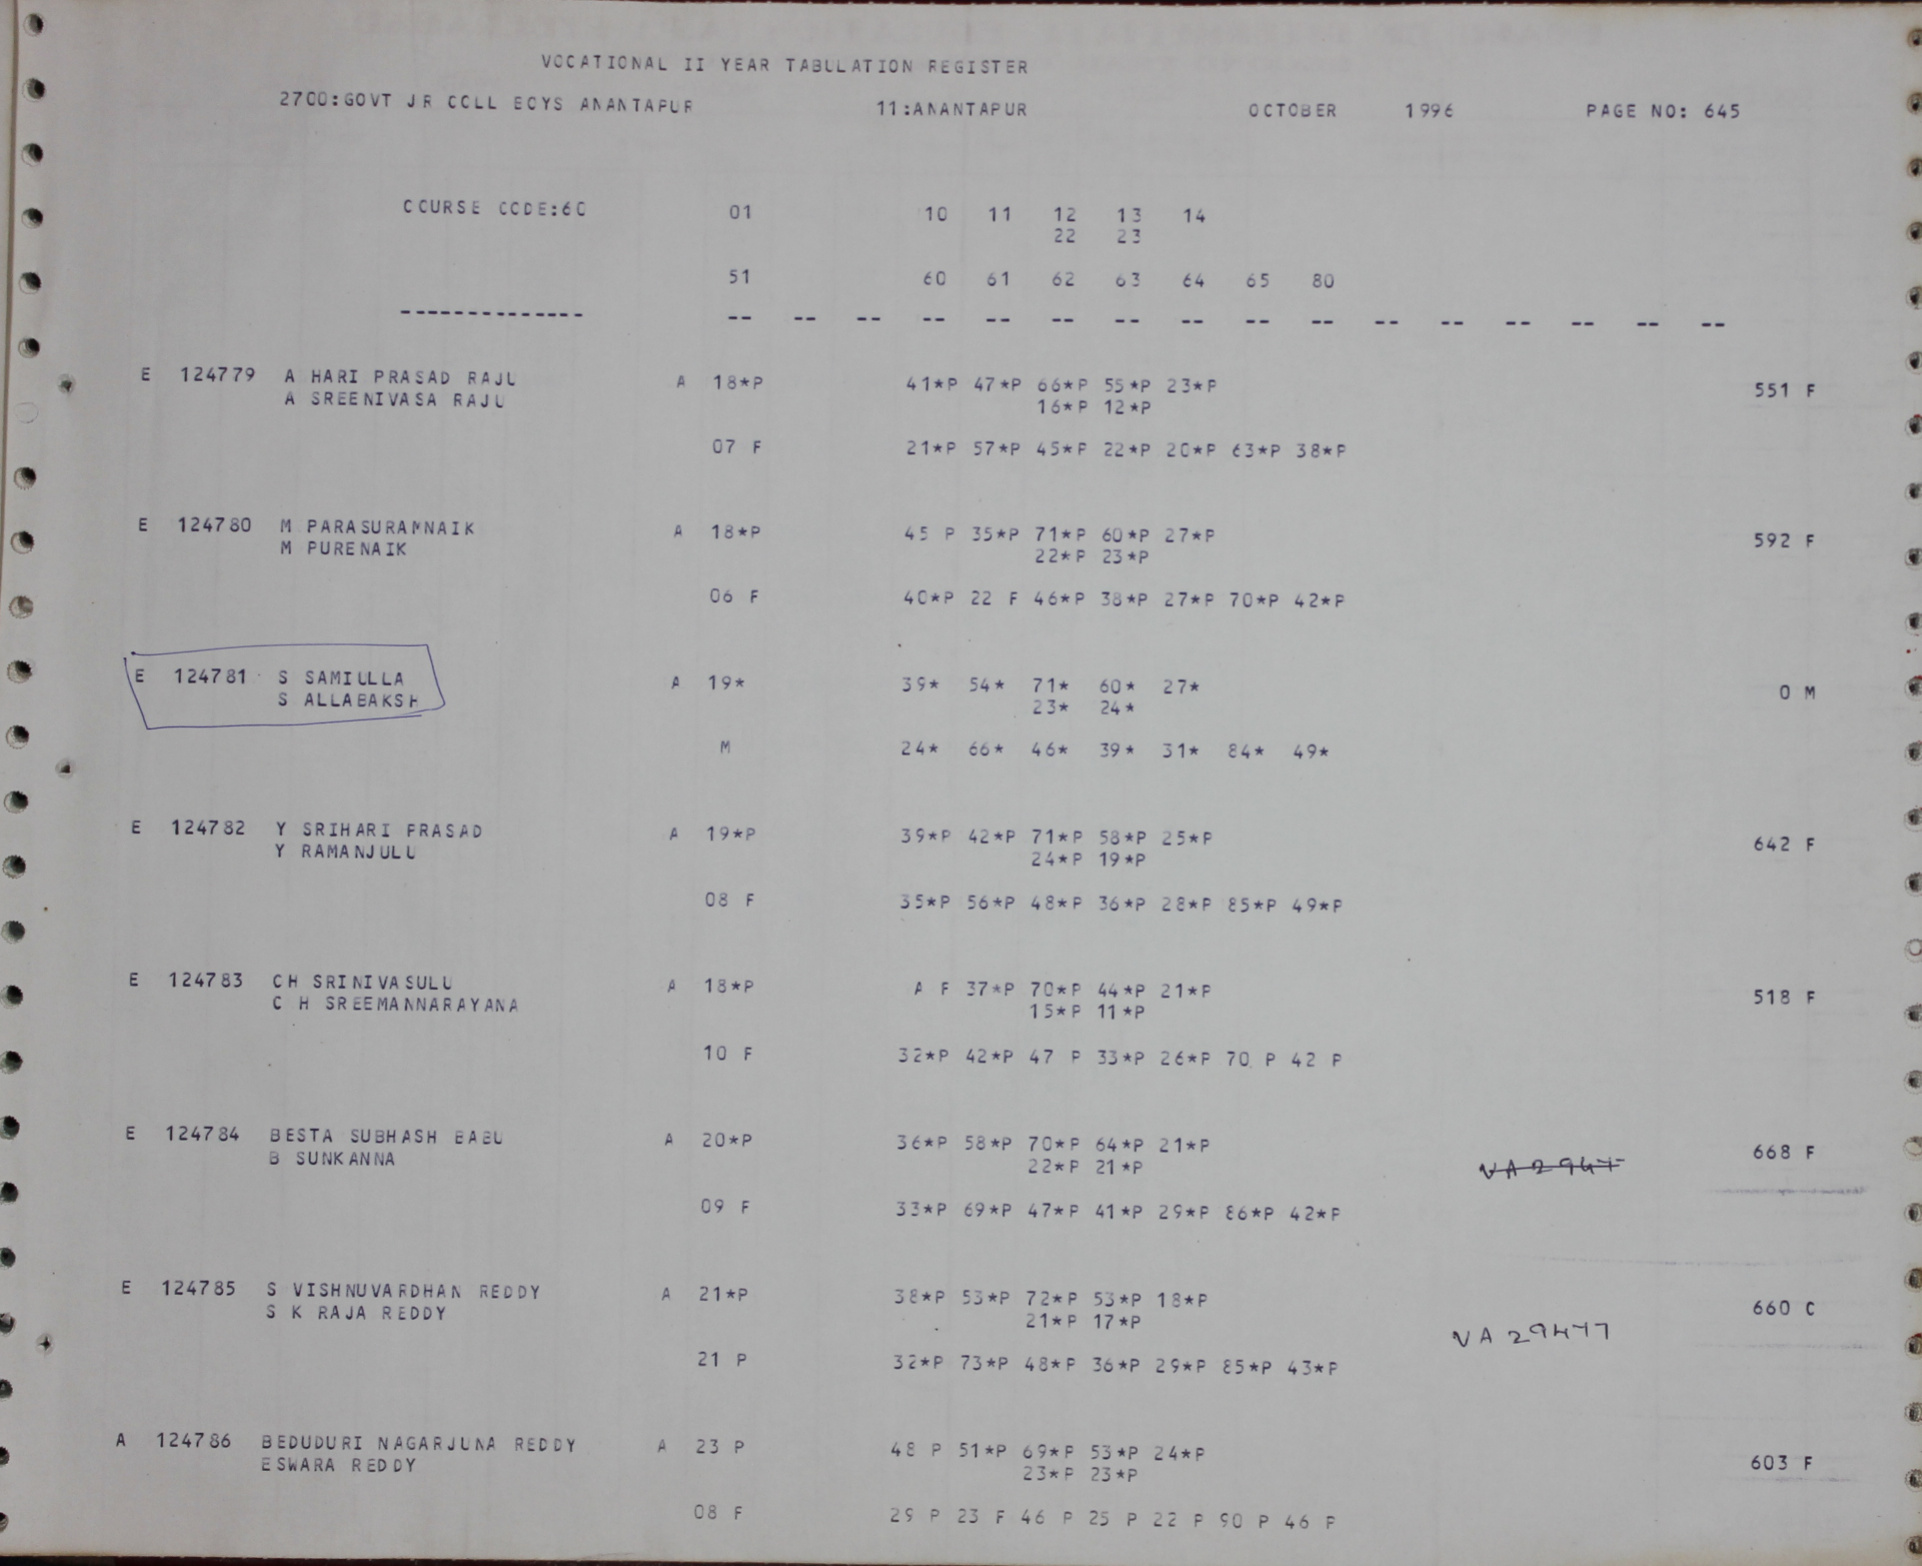 VOCATIONAL II YEAR TABULATION REGISTER
2700:GOVT JR COLL BOYS ANANTAPUR 11:ANANTAPUR OCTOBER 1996 PAGE NO: 645
COURSE CODE:60 01 10 11 12 13 14
22 23
51 60 61 62 63 64 65 80
-------------- -- -- -- -- -- -- -- -- -- -- -- -- -- -- -- --
E 124779 A HARI PRASAD RAJU A 18*P 41*P 47*P 66*P 55*P 23*P 551 F
A SREENIVASA RAJU 16*P 12*P
07 F 21*P 57*P 45*P 22*P 20*P 63*P 38*P
E 124780 M PARASURAMNAIK A 18*P 45 P 35*P 71*P 60*P 27*P 592 F
M PURENAIK 22*P 23*P
06 F 40*P 22 F 46*P 38*P 27*P 70*P 42*P
E 124781 S SAMIULLA A 19* 39* 54* 71* 60* 27* 0 M
S ALLABAKSH 23* 24*
M 24* 66* 46* 39* 31* 84* 49*
E 124782 Y SRIHARI PRASAD A 19*P 39*P 42*P 71*P 58*P 25*P 642 F
Y RAMANJULU 24*P 19*P
08 F 35*P 56*P 48*P 36*P 28*P 85*P 49*P
E 124783 CH SRINIVASULU A 18*P A F 37*P 70*P 44*P 21*P 518 F
C H SREEMANNARAYANA 15*P 11*P
10 F 32*P 42*P 47 P 33*P 26*P 70 P 42 P
E 124784 BESTA SUBHASH BABU A 20*P 36*P 58*P 70*P 64*P 21*P 668 F
B SUNKANNA 22*P 21*P
09 F 33*P 69*P 47*P 41*P 29*P 86*P 42*P
E 124785 S VISHNUVARDHAN REDDY A 21*P 38*P 53*P 72*P 53*P 18*P 660 C
S K RAJA REDDY 21*P 17*P
VA 29477
21 P 32*P 73*P 48*P 36*P 29*P 85*P 43*P
A 124786 BEDUDURI NAGARJUNA REDDY A 23 P 48 P 51*P 69*P 53*P 24*P 603 F
ESWARA REDDY 23*P 23*P
08 F 29 P 23 F 46 P 25 P 22 P 90 P 46 P